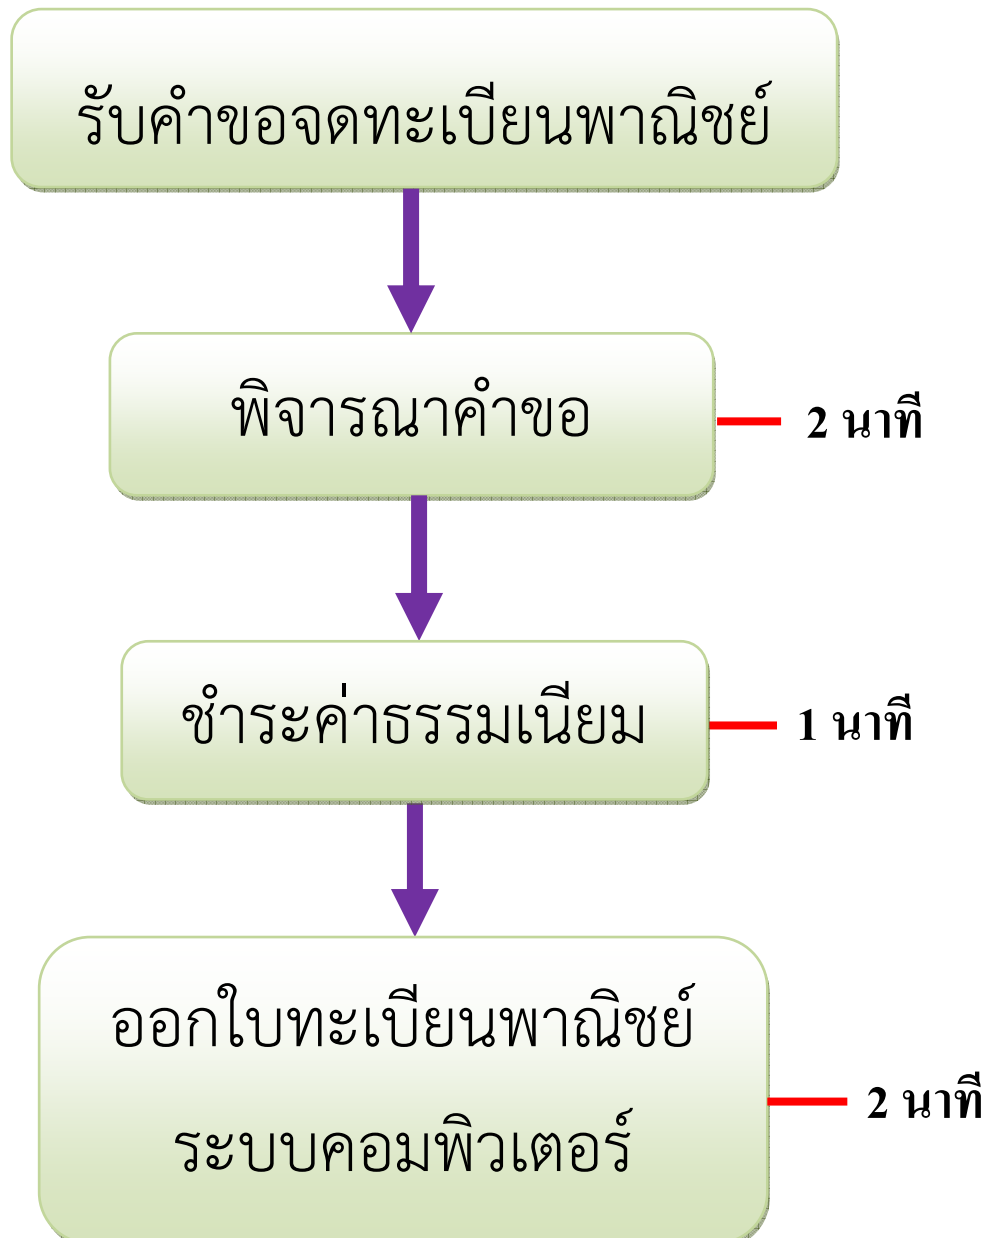 รับคำขอจดทะเบียนพาณิชย์
พิจารณาคำขอ
2 นาที
ชำระค่าธรรมเนียม
1 นาที
ออกใบทะเบียนพาณิชย์
ระบบคอมพิวเตอร์
2 นาที